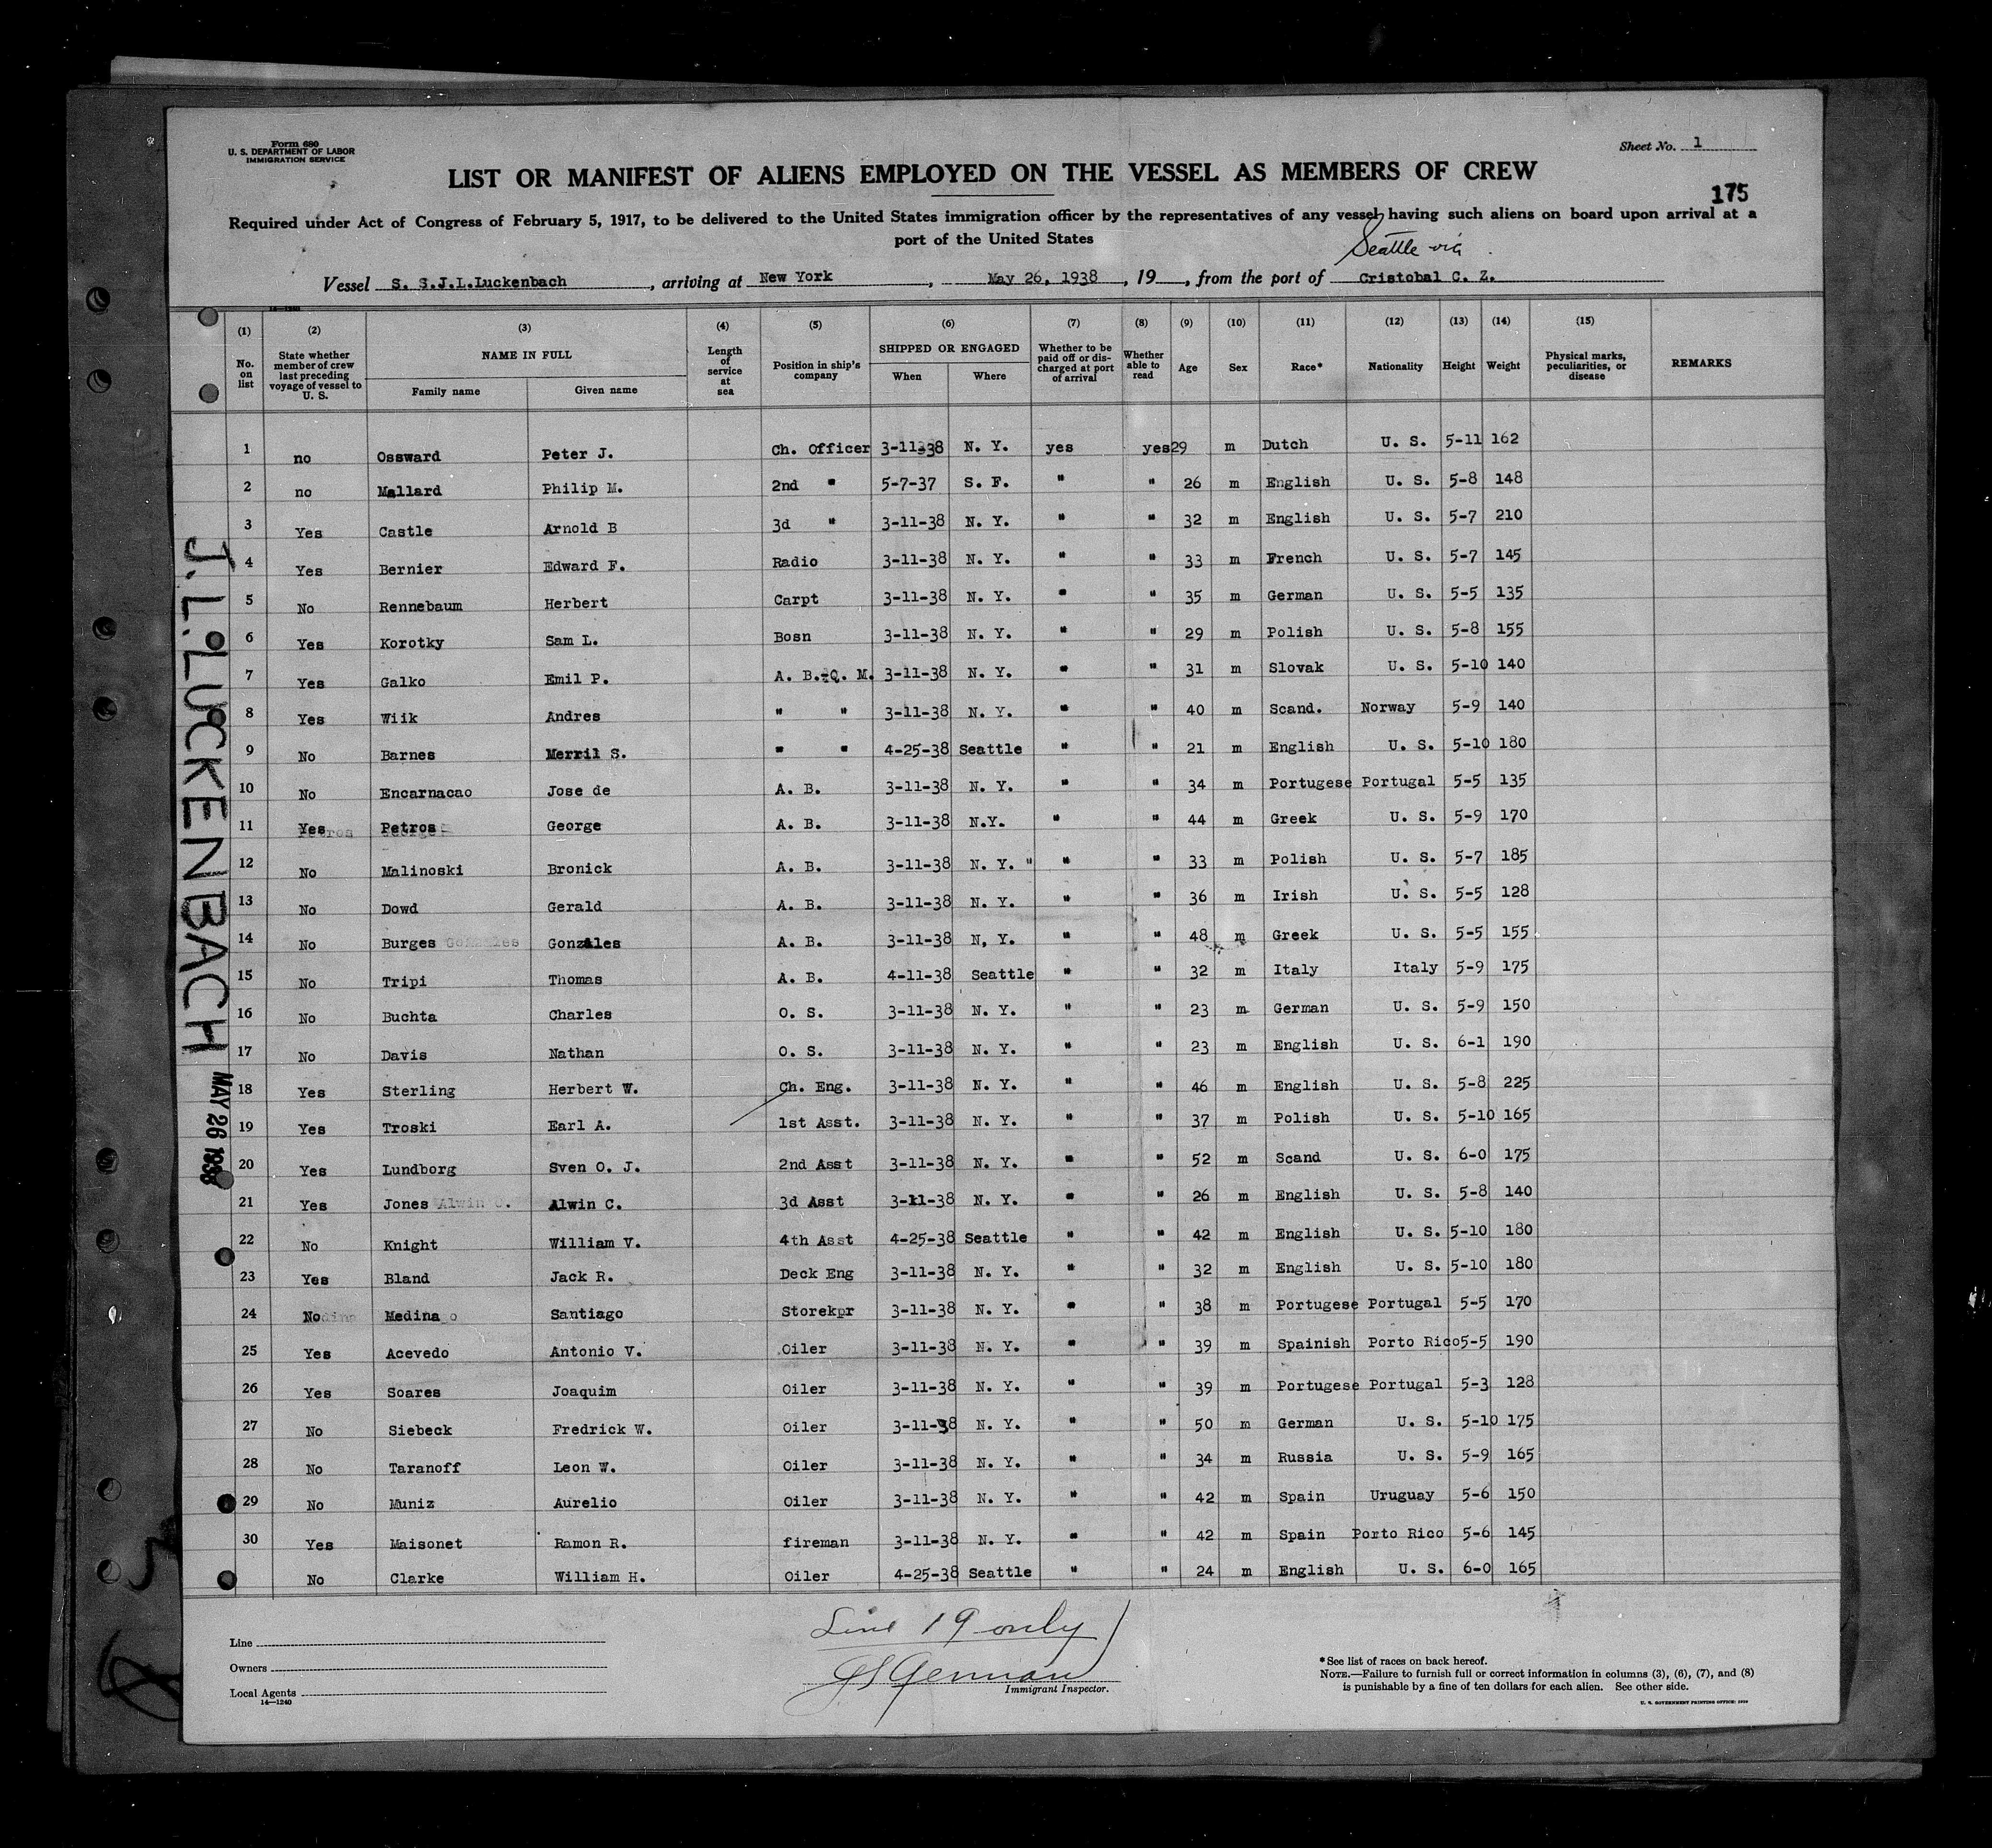 Form 680
U. S. DEPARTMENT OF LABOR
IMMIGRATION SERVICE
Sheet No. 1
LIST OR MANIFEST OF ALIENS EMPLOYED ON THE VESSEL AS MEMBERS OF CREW
175
Required under Act of Congress of February 5, 1917, to be delivered to the United States immigration officer by the representatives of any vessel having such aliens on board upon arrival at a
port of the United States
Seattle via
Vessel S. S.J.L.Luckenbach, arriving at New York, May 26, 1938, 19, from the port of Cristobal C. Z.
(1) (2) (3) (4) (5) (6) (7) (8) (9) (10) (11) (12) (13) (14) (15)
No. on list State whether member of crew last preceding voyage of vessel to U. S. NAME IN FULL Family name Given name Length of service at sea Position in ship's company SHIPPED OR ENGAGED When Where Whether to be paid off or discharged at port of arrival Whether able to read Age Sex Race* Nationality Height Weight Physical marks, peculiarities, or disease REMARKS
1 no Ossward Peter J. Ch. Officer 3-11-38 N. Y. yes yes 29 m Dutch U. S. 5-11 162
2 no Mallard Philip M. 2nd " 5-7-37 S. F. " " 26 m English U. S. 5-8 148
3 Yes Castle Arnold B 3d " 3-11-38 N. Y. " " 32 m English U. S. 5-7 210
4 Yes Bernier Edward F. Radio 3-11-38 N. Y. " " 33 m French U. S. 5-7 145
5 No Rennebaum Herbert Carpt 3-11-38 N. Y. " " 35 m German U. S. 5-5 135
6 Yes Korotky Sam L. Bosn 3-11-38 N. Y. " " 29 m Polish U. S. 5-8 155
7 Yes Galko Emil P. A. B.-Q. M. 3-11-38 N. Y. " " 31 m Slovak U. S. 5-10 140
8 Yes Wiik Andres " " 3-11-38 N. Y. " " 40 m Scand. Norway 5-9 140
9 No Barnes Merril S. " " 4-25-38 Seattle " " 21 m English U. S. 5-10 180
10 No Encarnacao Jose de A. B. 3-11-38 N. Y. " " 34 m Portugese Portugal 5-5 135
11 Yes Petros George A. B. 3-11-38 N.Y. " " 44 m Greek U. S. 5-9 170
12 No Malinoski Bronick A. B. 3-11-38 N. Y. " " " 33 m Polish U. S. 5-7 185
13 No Dowd Gerald A. B. 3-11-38 N. Y. " " 36 m Irish U. S. 5-5 128
14 No Burges Gonzales A. B. 3-11-38 N, Y. " " 48 m Greek U. S. 5-5 155
15 No Tripi Thomas A. B. 4-11-38 Seattle " " 32 m Italy Italy 5-9 175
16 No Buchta Charles O. S. 3-11-38 N. Y. " " 23 m German U. S. 5-9 150
17 No Davis Nathan O. S. 3-11-38 N. Y. " " 23 m English U. S. 6-1 190
18 Yes Sterling Herbert W. Ch. Eng. 3-11-38 N. Y. " " 46 m English U. S. 5-8 225
19 Yes Troski Earl A. 1st Asst. 3-11-38 N. Y. " " 37 m Polish U. S. 5-10 165
20 Yes Lundborg Sven O. J. 2nd Asst 3-11-38 N. Y. " " 52 m Scand U. S. 6-0 175
21 Yes Jones Alwin C. 3d Asst 3-11-38 N. Y. " " 26 m English U. S. 5-8 140
22 No Knight William V. 4th Asst 4-25-38 Seattle " " 42 m English U. S. 5-10 180
23 Yes Bland Jack R. Deck Eng 3-11-38 N. Y. " " 32 m English U. S. 5-10 180
24 No Medina Santiago Storekpr 3-11-38 N. Y. " " 38 m Portugese Portugal 5-5 170
25 Yes Acevedo Antonio V. Oiler 3-11-38 N. Y. " " 39 m Spainish Porto Rico 5-5 190
26 Yes Soares Joaquim Oiler 3-11-38 N. Y. " " 39 m Portugese Portugal 5-3 128
27 No Siebeck Fredrick W. Oiler 3-11-38 N. Y. " " 50 m German U. S. 5-10 175
28 No Taranoff Leon W. Oiler 3-11-38 N. Y. " " 34 m Russia U. S. 5-9 165
29 No Muniz Aurelio Oiler 3-11-38 N. Y. " " 42 m Spain Uruguay 5-6 150
30 Yes Maisonet Ramon R. fireman 3-11-38 N. Y. " " 42 m Spain Porto Rico 5-6 145
No Clarke William H. Oiler 4-25-38 Seattle " " 24 m English U. S. 6-0 165
J. L. LUCKENBACH
MAY 26 1938
Line
Owners
Local Agents
14—1240
Line 19 only
Immigrant Inspector.
*See list of races on back hereof.
NOTE.—Failure to furnish full or correct information in columns (3), (6), (7), and (8)
is punishable by a fine of ten dollars for each alien. See other side.